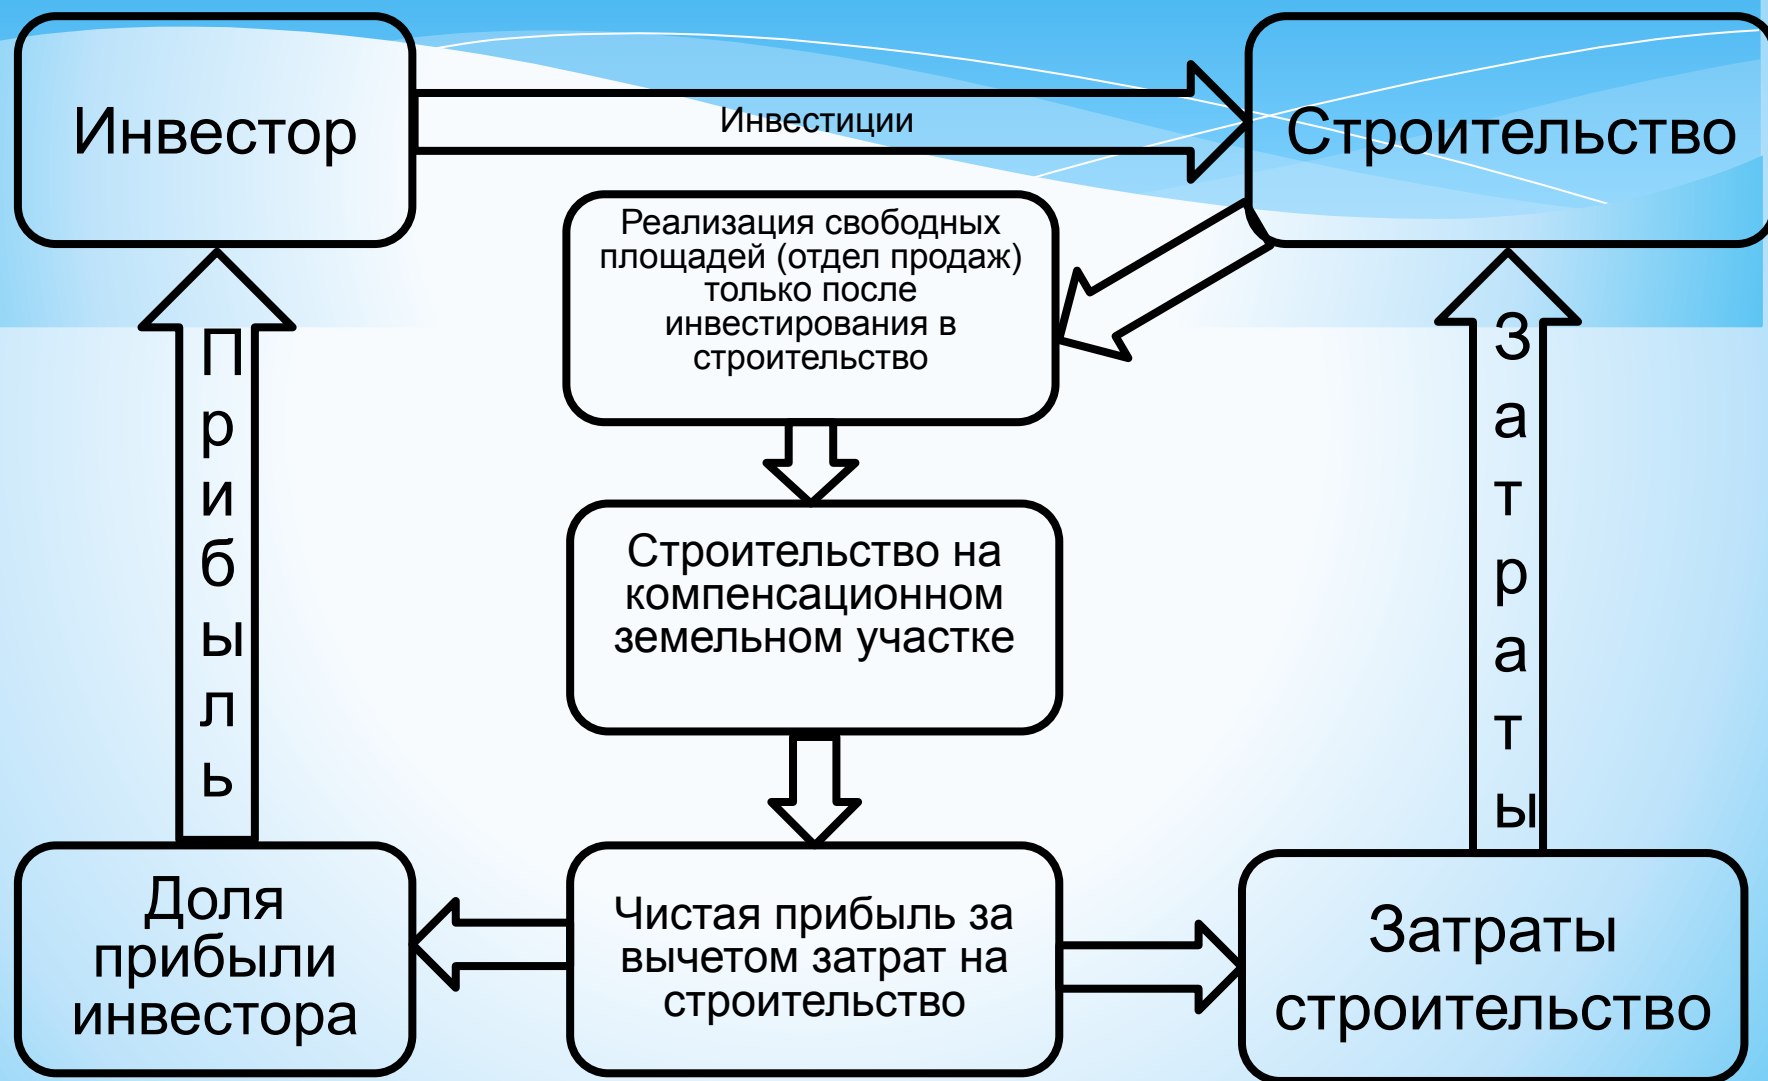 Инвестор
Инвестиции
Строительство
Реализация свободных
площадей (отдел продаж)
только после
инвестирования в
строительство
Прибыль
Затраты
Строительство на
компенсационном
земельном участке
Доля
прибыли
инвестора
Чистая прибыль за
вычетом затрат на
строительство
Затраты
строительство